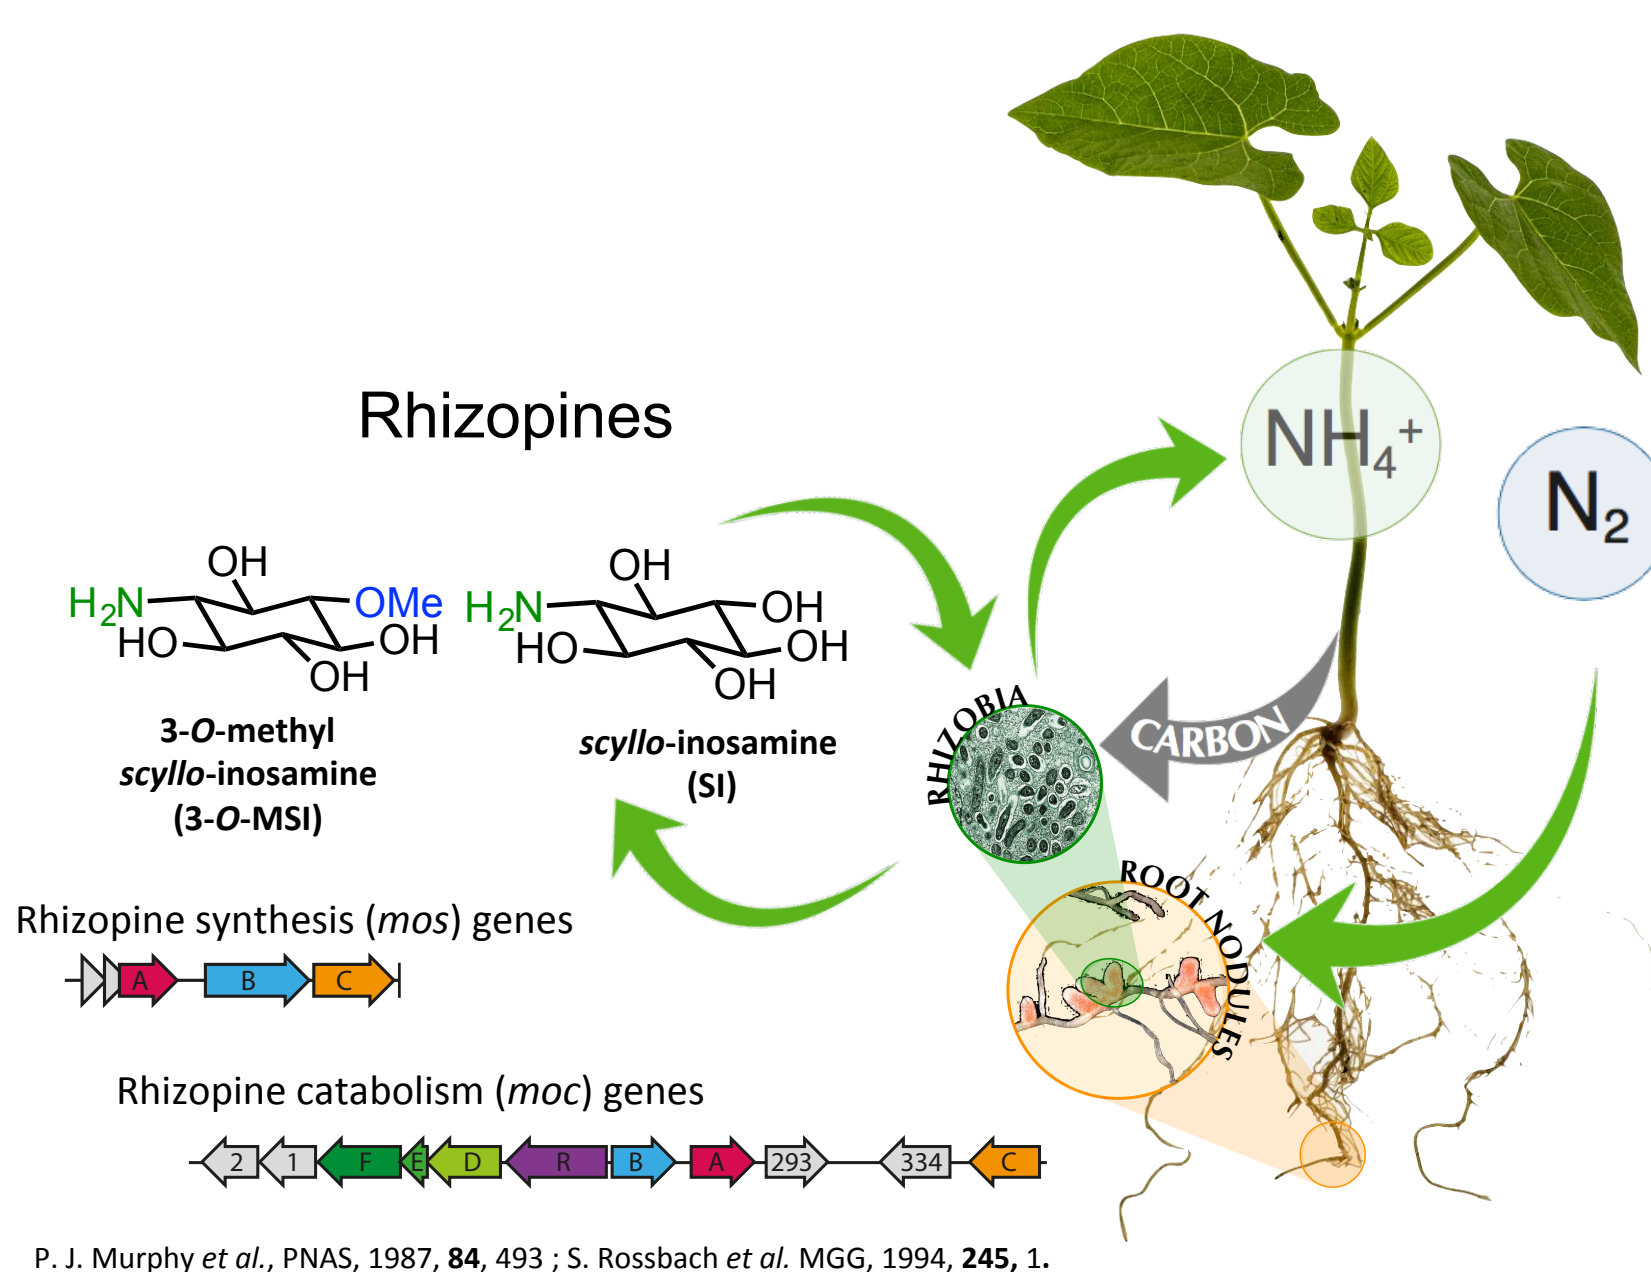 Rhizopines
NH4+
N2
OH
H2N
OMe
HO
OH
OH
3-O-methyl
scyllo-inosamine
(3-O-MSI)
OH
H2N
OH
HO
OH
OH
scyllo-inosamine
(SI)
RHIZOBIA
CARBON
ROOT NODULES
Rhizopine synthesis (mos) genes
A B C
Rhizopine catabolism (moc) genes
2 1 F E D R B A 293 334 C
P. J. Murphy et al., PNAS, 1987, 84, 493 ; S. Rossbach et al. MGG, 1994, 245, 1.